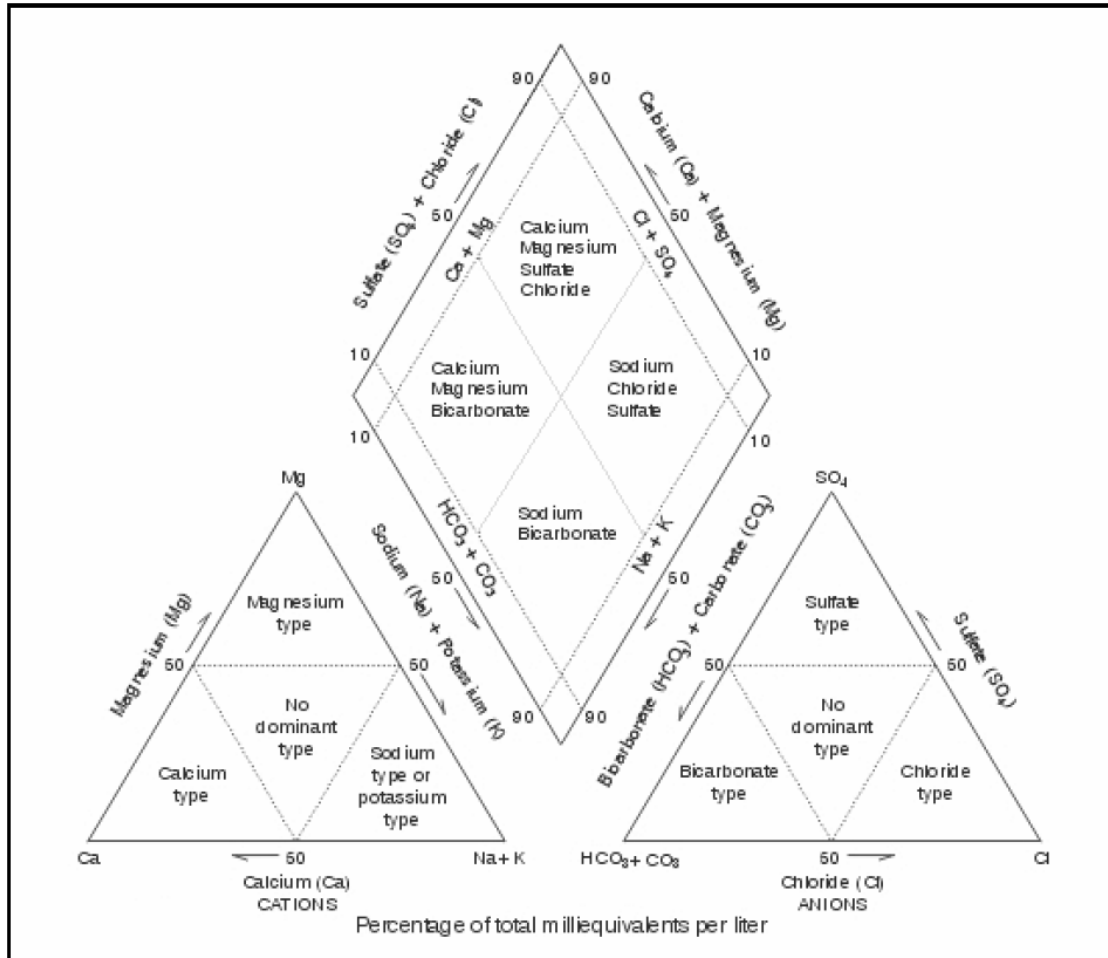 90
90
Sulfate (SO4) + Chloride (Cl)
Calcium (Ca) + Magnesium (Mg)
50
50
Ca + Mg
Cl + SO4
Calcium
Magnesium
Sulfate
Chloride
10
10
Calcium
Magnesium
Bicarbonate
Sodium
Chloride
Sulfate
10
10
HCO3 + CO3
Na + K
Sodium
Bicarbonate
50
50
90
90
Mg
Sodium (Na) + Potassium (K)
Magnesium (Mg)
Magnesium
type
50
50
No
dominant
type
Calcium
type
Sodium
type or
potassium
type
Ca
50
Na+ K
Calcium (Ca)
CATIONS
SO4
Bicarbonate (HCO3) + Carbonate (CO3)
Sulfate (SO4)
Sulfate
type
50
50
No
dominant
type
Bicarbonate
type
Chloride
type
HCO3+ CO3
50
Cl
Chloride (Cl)
ANIONS
Percentage of total milliequivalents per liter